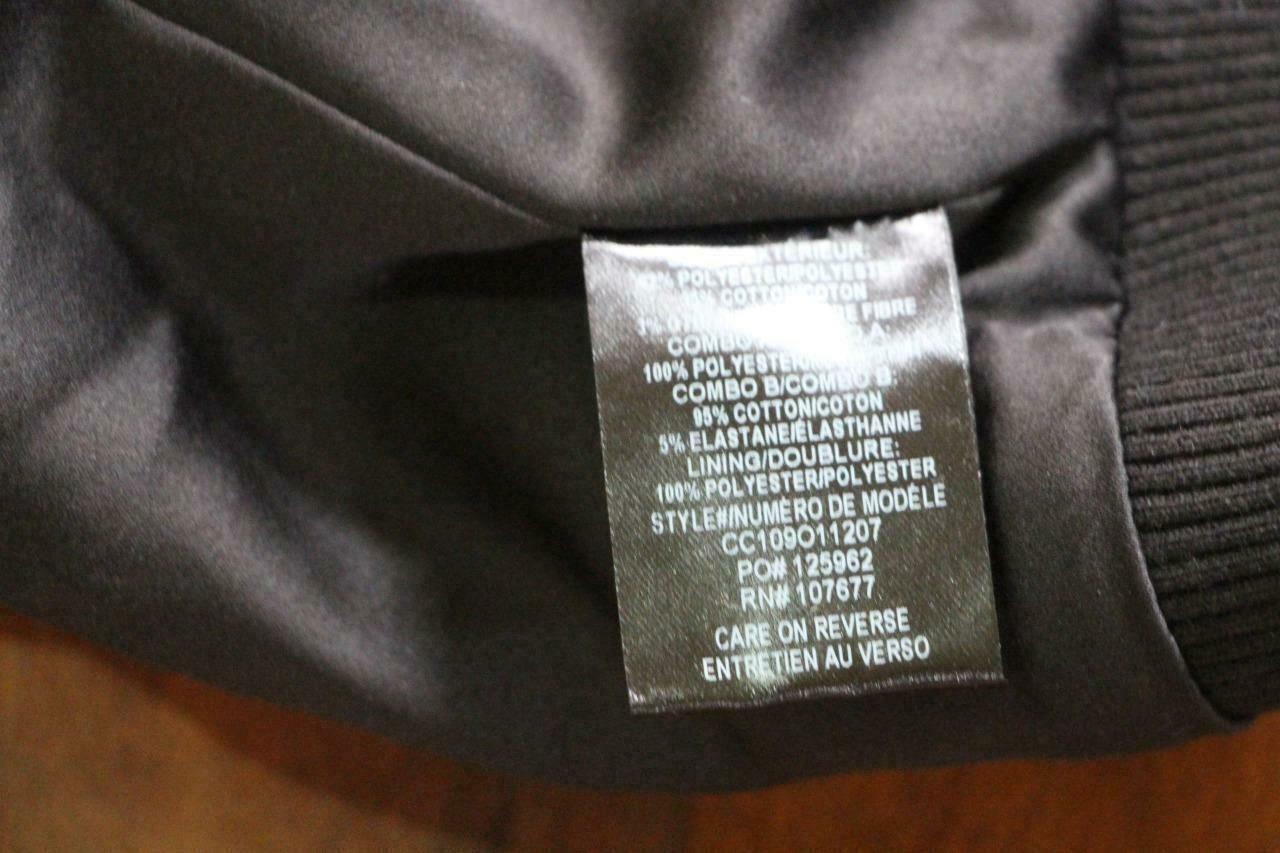 POLYESTER/POLYESTER
COTTON/COTON
FIBRE
COMBO A:
100% POLYESTER
COMBO B/COMBO B:
95% COTTON/COTON
5% ELASTANE/ÉLASTHANNE
LINING/DOUBLURE:
100% POLYESTER/POLYESTER
STYLE#/NUMÉRO DE MODÈLE
CC109O11207
PO# 125962
RN# 107677
CARE ON REVERSE
ENTRETIEN AU VERSO